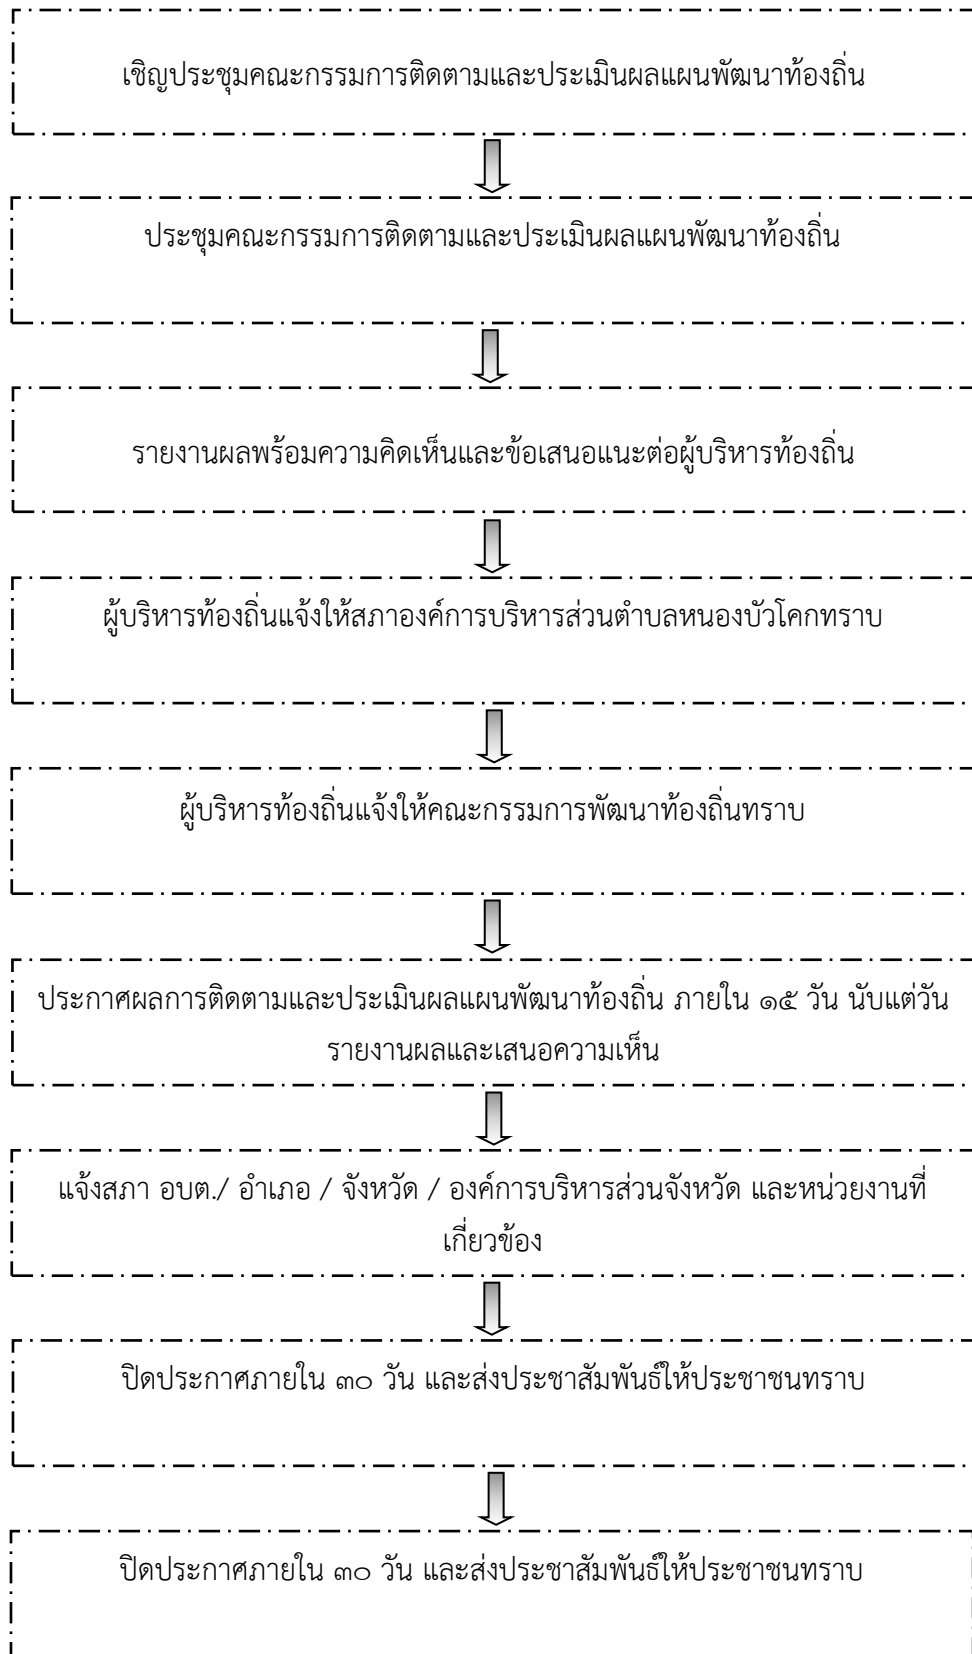 เชิญประชุมคณะกรรมการติดตามและประเมินผลแผนพัฒนาท้องถิ่น
ประชุมคณะกรรมการติดตามและประเมินผลแผนพัฒนาท้องถิ่น
รายงานผลพร้อมความคิดเห็นและข้อเสนอแนะต่อผู้บริหารท้องถิ่น
ผู้บริหารท้องถิ่นแจ้งให้สภาองค์การบริหารส่วนตำบลหนองบัวโคกทราบ
ผู้บริหารท้องถิ่นแจ้งให้คณะกรรมการพัฒนาท้องถิ่นทราบ
ประกาศผลการติดตามและประเมินผลแผนพัฒนาท้องถิ่น ภายใน ๑๕ วัน นับแต่วัน
รายงานผลและเสนอความเห็น
แจ้งสภา อบต./ อำเภอ / จังหวัด / องค์การบริหารส่วนจังหวัด และหน่วยงานที่
เกี่ยวข้อง
ปิดประกาศภายใน ๓๐ วัน และส่งประชาสัมพันธ์ให้ประชาชนทราบ
ปิดประกาศภายใน ๓๐ วัน และส่งประชาสัมพันธ์ให้ประชาชนทราบ